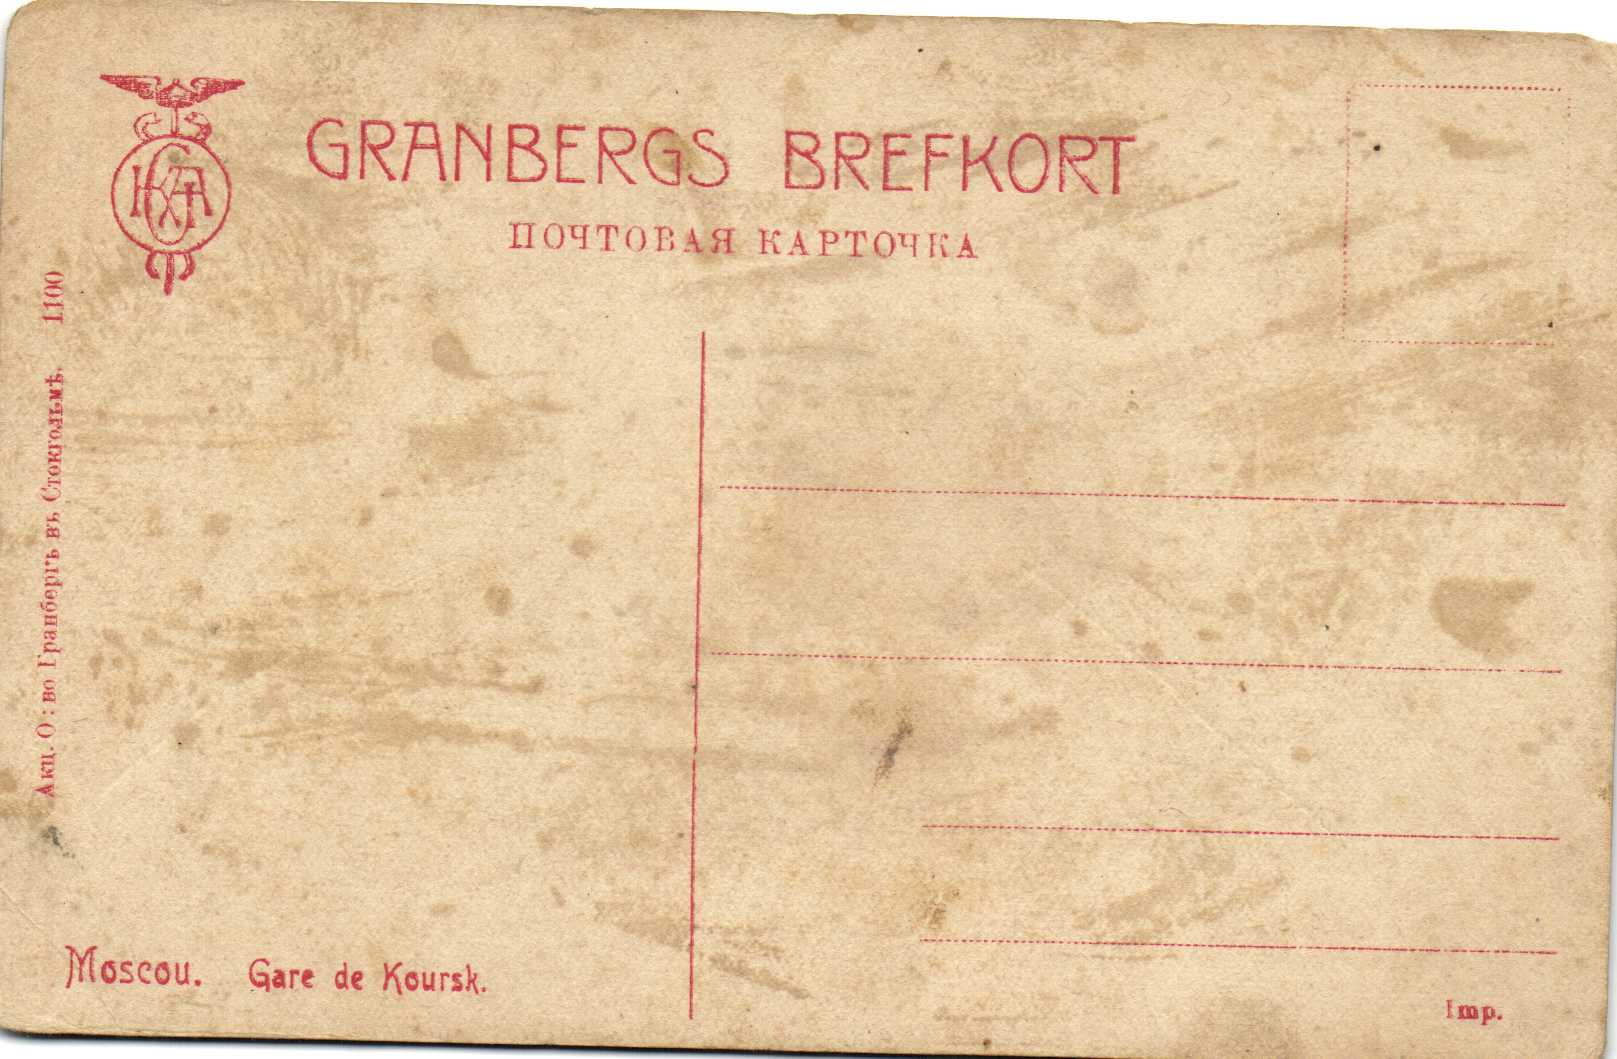 GRANBERGS BREFKORT
ПОЧТОВАЯ КАРТОЧКА
Акц. О: во Гранбергъ въ Стокгольмѣ. 1100
Moscou. Gare de Koursk.
Imp.